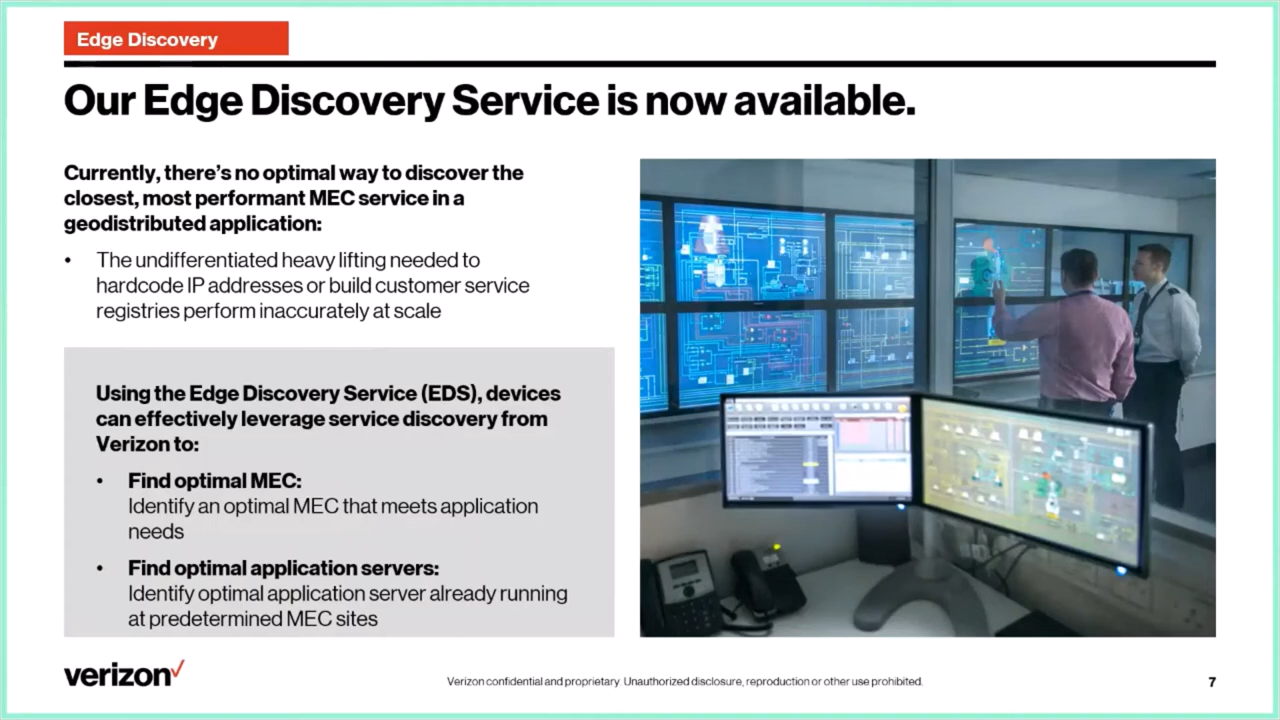 Edge Discovery
Our Edge Discovery Service is now available.
Currently, there's no optimal way to discover the
closest, most performant MEC service in a
geodistributed application:
• The undifferentiated heavy lifting needed to
hardcode IP addresses or build customer service
registries perform inaccurately at scale
Using the Edge Discovery Service (EDS), devices
can effectively leverage service discovery from
Verizon to:
• Find optimal MEC:
Identify an optimal MEC that meets application
needs
• Find optimal application servers:
Identify optimal application server already running
at predetermined MEC sites
verizon
Verizon confidential and proprietary. Unauthorized disclosure, reproduction or other use prohibited.
7